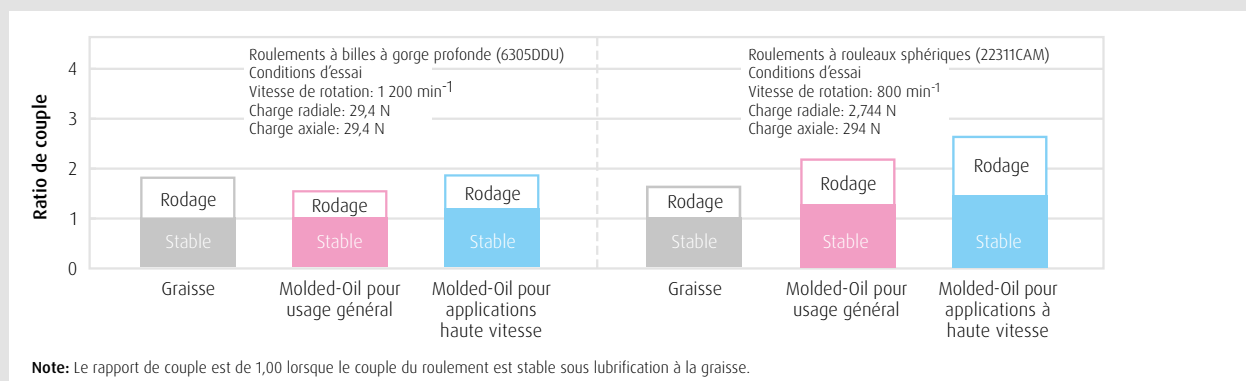 Ratio de couple
4
3
2
1
0
Roulements à billes à gorge profonde (6305DDU)
Conditions d'essai
Vitesse de rotation: 1 200 min-1
Charge radiale: 29,4 N
Charge axiale: 29,4 N
Roulements à rouleaux sphériques (22311CAM)
Conditions d'essai
Vitesse de rotation: 800 min-1
Charge radiale: 2,744 N
Charge axiale: 294 N
Rodage
Stable
Rodage
Stable
Rodage
Stable
Rodage
Stable
Rodage
Stable
Rodage
Stable
Graisse
Molded-Oil pour
usage général
Molded-Oil pour
applications
haute vitesse
Graisse
Molded-Oil pour
usage général
Molded-Oil pour
applications à
haute vitesse
Note: Le rapport de couple est de 1,00 lorsque le couple du roulement est stable sous lubrification à la graisse.